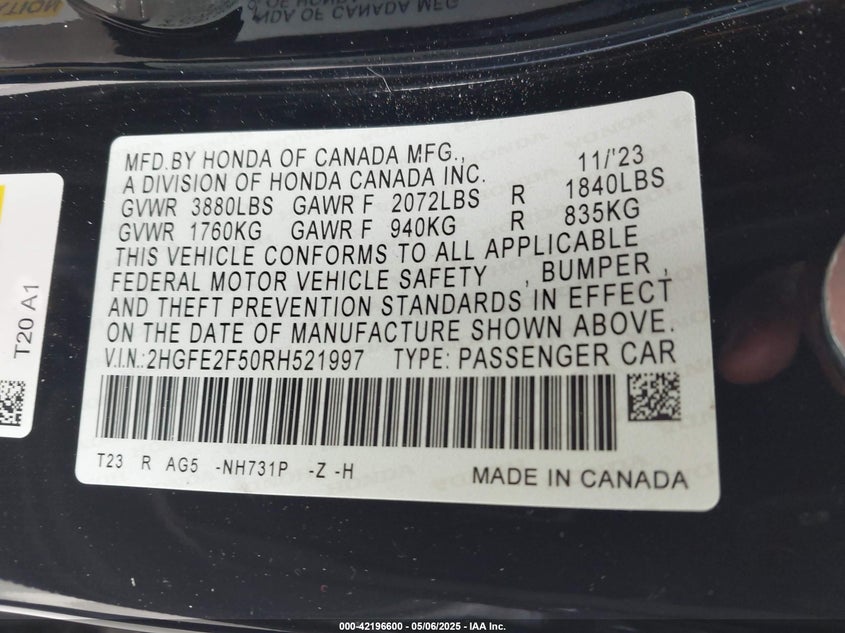 MFD.BY HONDA OF CANADA MFG., 11/'23
A DIVISION OF HONDA CANADA INC.
GVWR 3880LBS GAWR F 2072LBS R 1840LBS
GVWR 1760KG GAWR F 940KG R 835KG
THIS VEHICLE CONFORMS TO ALL APPLICABLE
FEDERAL MOTOR VEHICLE SAFETY , BUMPER ,
AND THEFT PREVENTION STANDARDS IN EFFECT
ON THE DATE OF MANUFACTURE SHOWN ABOVE.
V.I.N.:2HGFE2F50RH521997 TYPE: PASSENGER CAR
T23 R AG5 -NH731P -Z -H MADE IN CANADA
T20 A1
000-42196600 - 05/06/2025 - IAA Inc.